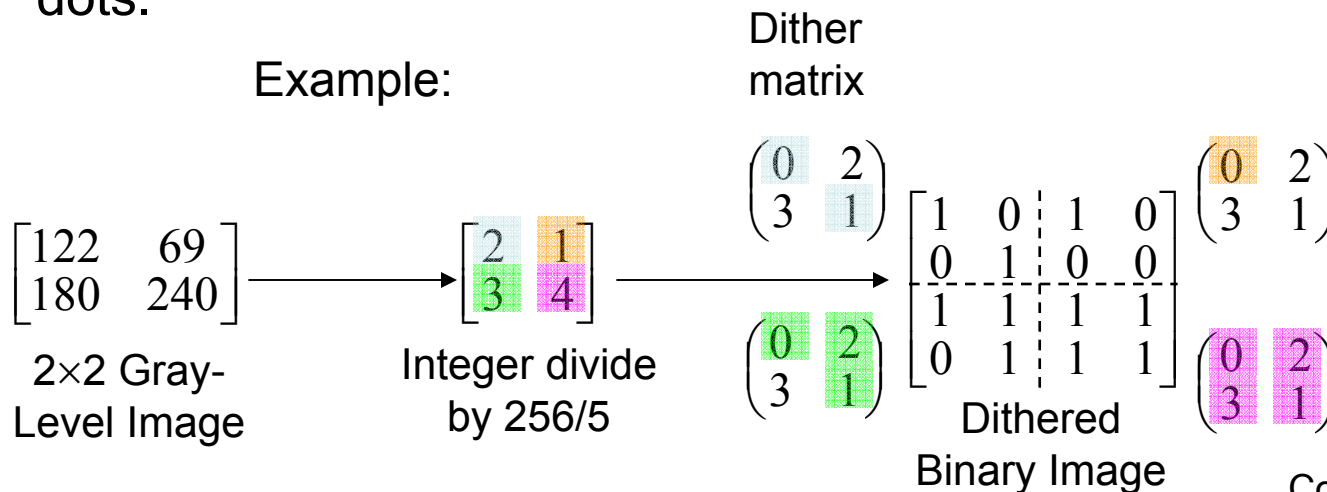 dots.
Example:
Dither
matrix
0 2
3 1
0 2
3 1
122 69
180 240
2 1
3 4
1 0 1 0
0 1 0 0
1 1 1 1
0 1 1 1
0 2
3 1
0 2
3 1
2×2 Gray-
Level Image
Integer divide
by 256/5
Dithered
Binary Image
Co